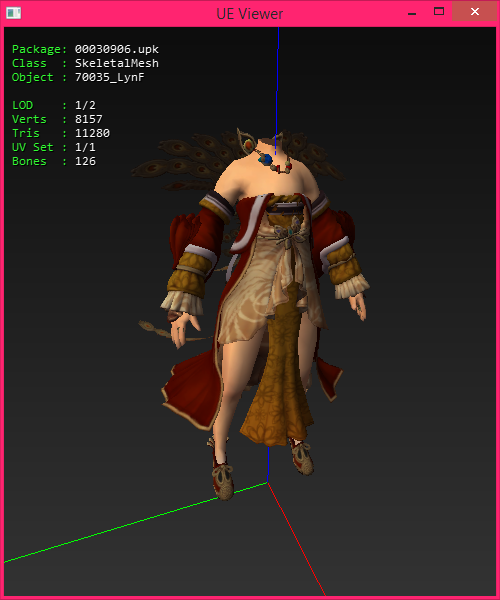 UE Viewer
Package: 00030906.upk
Class  : SkeletalMesh
Object : 70035_LynF
LOD    : 1/2
Verts  : 8157
Tris   : 11280
UV Set : 1/1
Bones  : 126